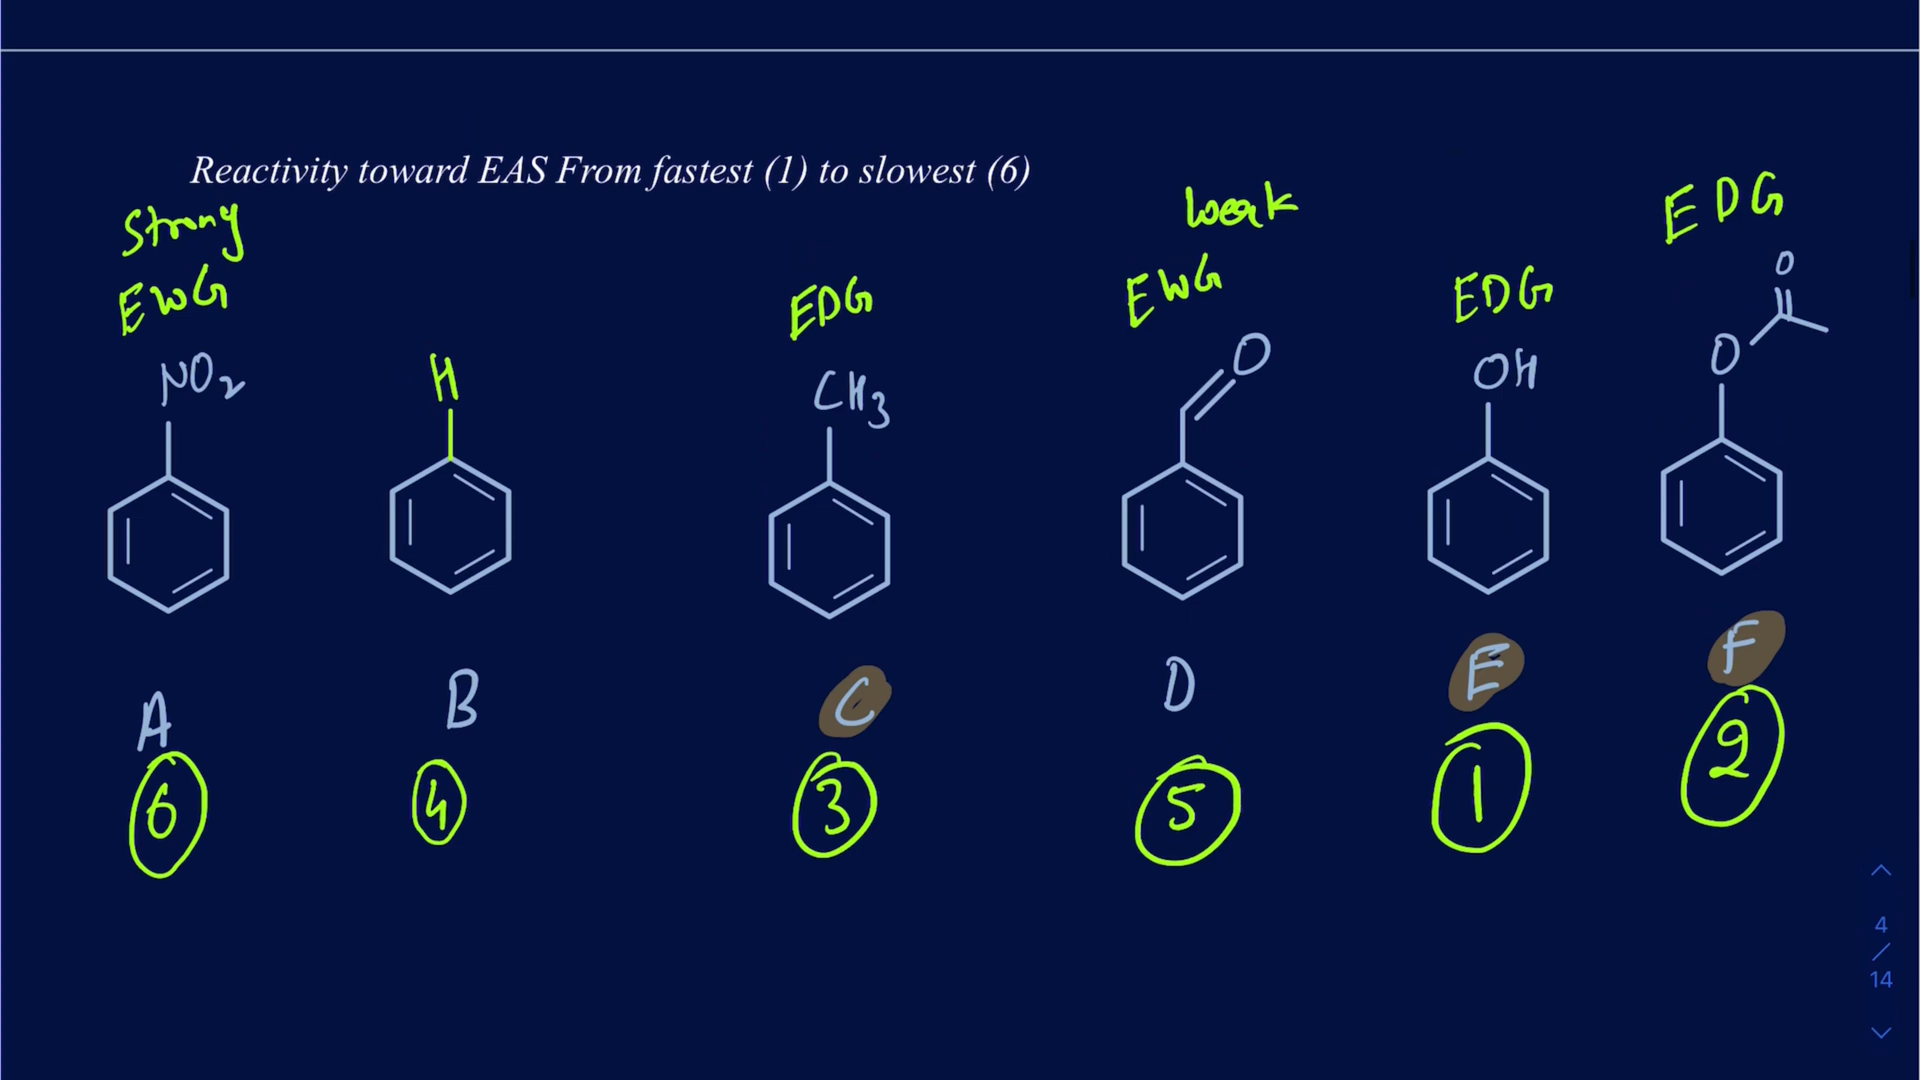 Reactivity toward EAS From fastest (1) to slowest (6)
Strong
EWG
NO2
H
EDG
CH3
weak
EWG
O
EDG
OH
EDG
O
O
A
B
C
D
E
F
6
4
3
5
1
2
4
/
14